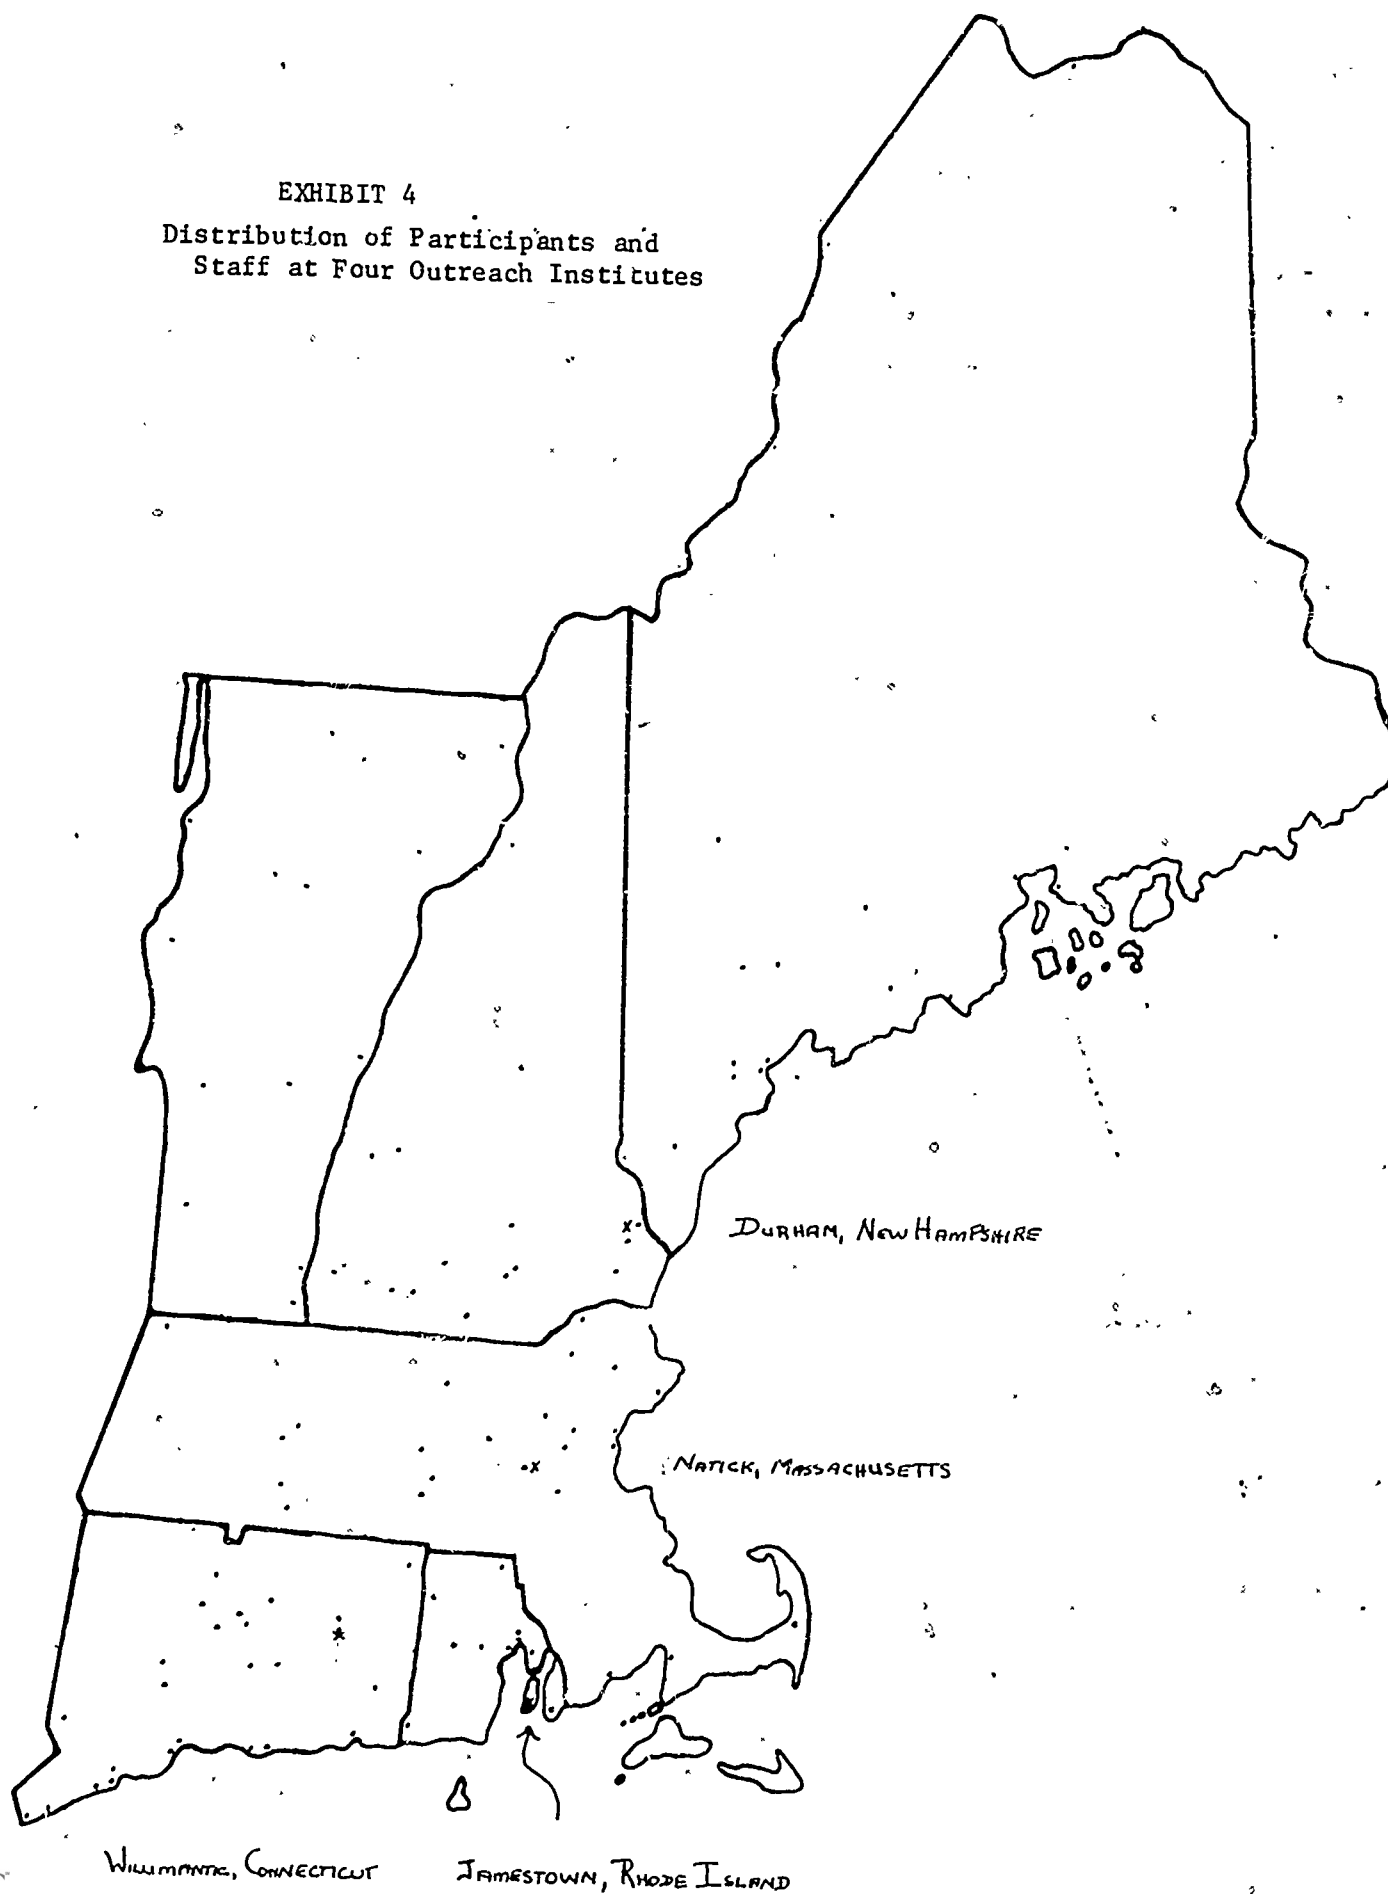 EXHIBIT 4
Distribution of Participants and
Staff at Four Outreach Institutes
DURHAM, NEW HAMPSHIRE
NATICK, MASSACHUSETTS
WILLIMANTIC, CONNECTICUT
JAMESTOWN, RHODE ISLAND